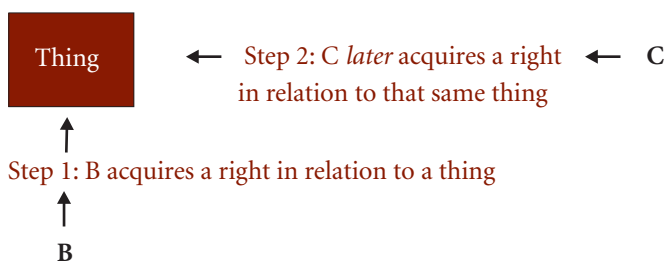 Thing
Step 2: C later acquires a right
in relation to that same thing
C
Step 1: B acquires a right in relation to a thing
B